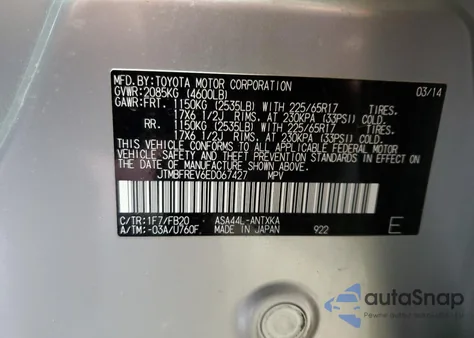 MFD.BY:TOYOTA MOTOR CORPORATION 03/14
GVWR: 2085KG (4600LB)
GAWR:FRT. 1150KG (2535LB) WITH 225/65R17 TIRES.
17X6 1/2J RIMS, AT 230KPA (33PSI) COLD.
RR. 1150KG (2535LB) WITH 225/65R17 TIRES.
17X6 1/2J RIMS, AT 230KPA (33PSI) COLD.
THIS VEHICLE CONFORMS TO ALL APPLICABLE FEDERAL MOTOR
VEHICLE SAFETY AND THEFT PREVENTION STANDARDS IN EFFECT
ON THE DATE OF MANUFACTURE SHOWN ABOVE.
JTMBFREV6ED067427 MPV
C/TR:1F7/FB20 ASA44L-ANTXKA
A/TM:-03A/U760F. MADE IN JAPAN 922 E
autoSnap